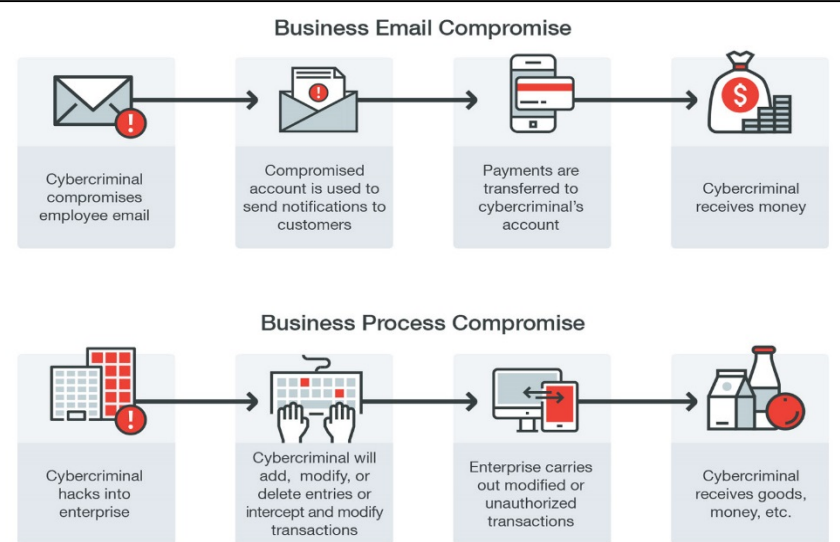 Business Email Compromise
!
!
$
Cybercriminal
compromises
employee email
Compromised
account is used to
send notifications to
customers
Payments are
transferred to
cybercriminal's
account
Cybercriminal
receives money
Business Process Compromise
!
Cybercriminal
hacks into
enterprise
Cybercriminal will
add, modify, or
delete entries or
intercept and modify
transactions
Enterprise carries
out modified or
unauthorized
transactions
Cybercriminal
receives goods,
money, etc.